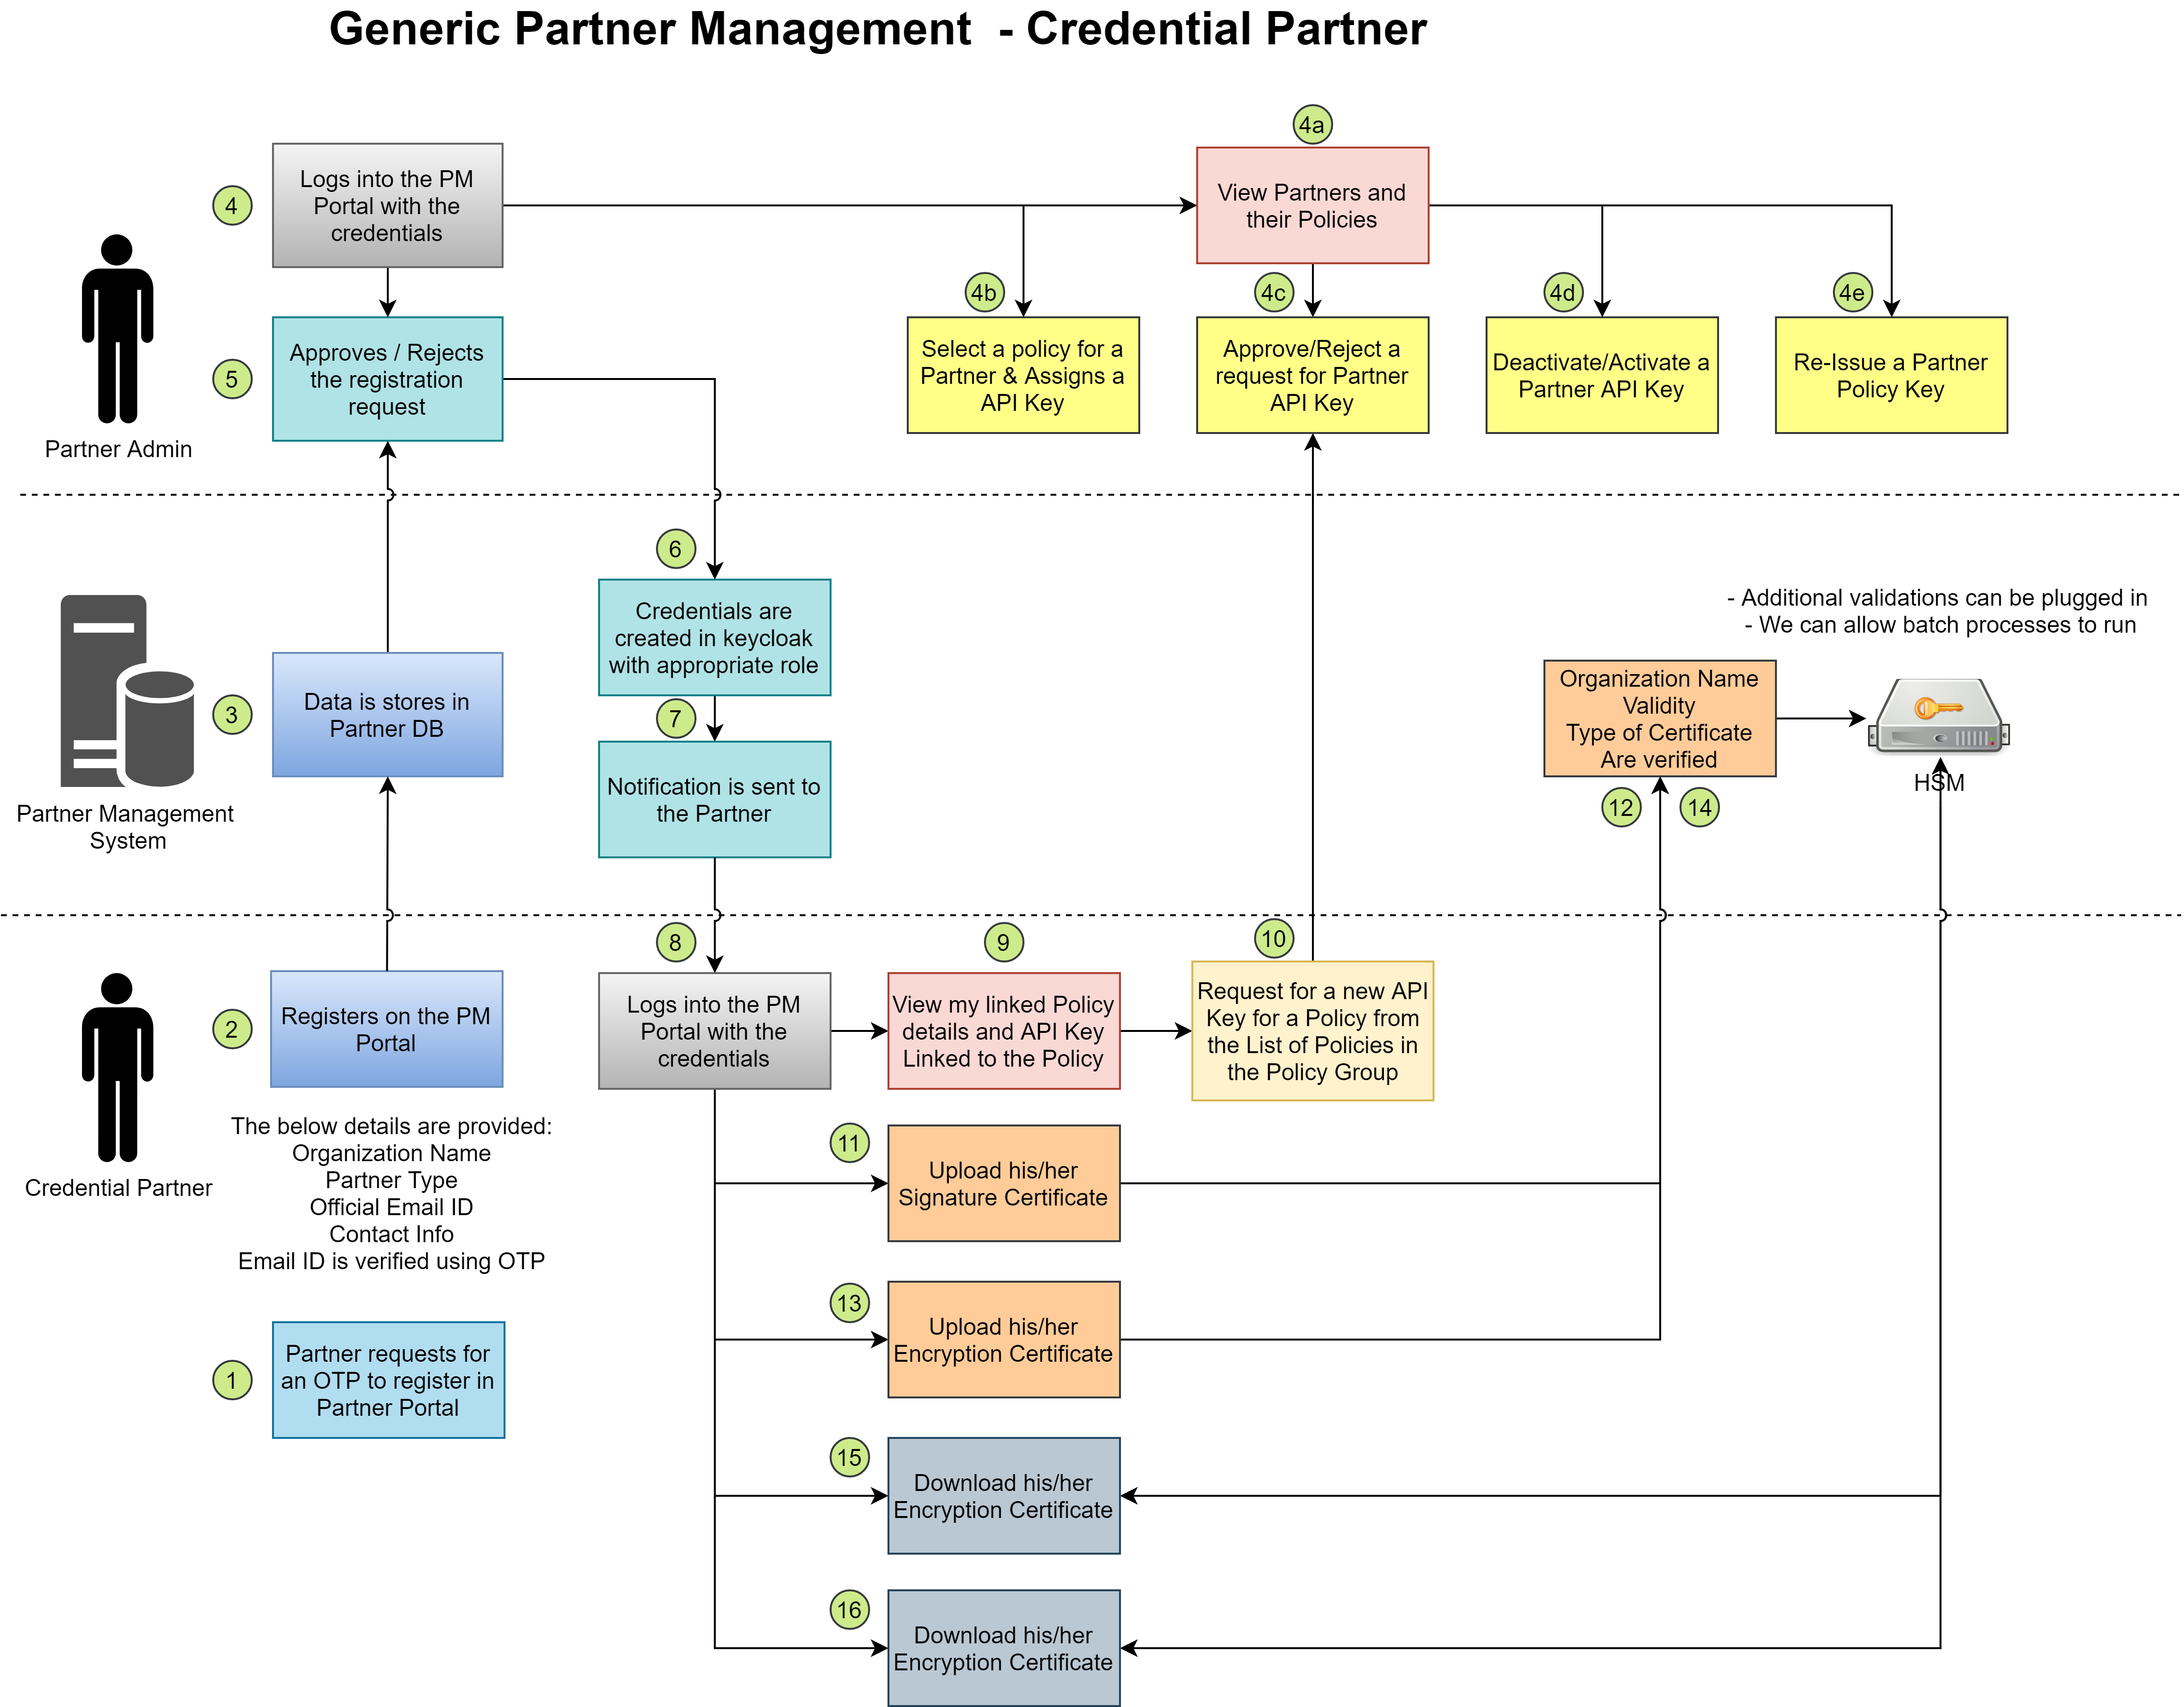 Generic Partner Management  - Credential Partner
4a
4
Logs into the PM
Portal with the
credentials
View Partners and
their Policies
4b
4c
4d
4e
5
Approves / Rejects
the registration
request
Select a policy for a
Partner & Assigns a
API Key
Approve/Reject a
request for Partner
API Key
Deactivate/Activate a
Partner API Key
Re-Issue a Partner
Policy Key
Partner Admin
6
Credentials are
created in keycloak
with appropriate role
- Additional validations can be plugged in
- We can allow batch processes to run
3
Data is stores in
Partner DB
7
Organization Name
Validity
Type of Certificate
Are verified
HSM
Notification is sent to
the Partner
12
14
Partner Management
System
8
9
10
2
Registers on the PM
Portal
Logs into the PM
Portal with the
credentials
View my linked Policy
details and API Key
Linked to the Policy
Request for a new API
Key for a Policy from
the List of Policies in
the Policy Group
Credential Partner
The below details are provided:
Organization Name
Partner Type
Official Email ID
Contact Info
Email ID is verified using OTP
11
Upload his/her
Signature Certificate
13
Upload his/her
Encryption Certificate
1
Partner requests for
an OTP to register in
Partner Portal
15
Download his/her
Encryption Certificate
16
Download his/her
Encryption Certificate